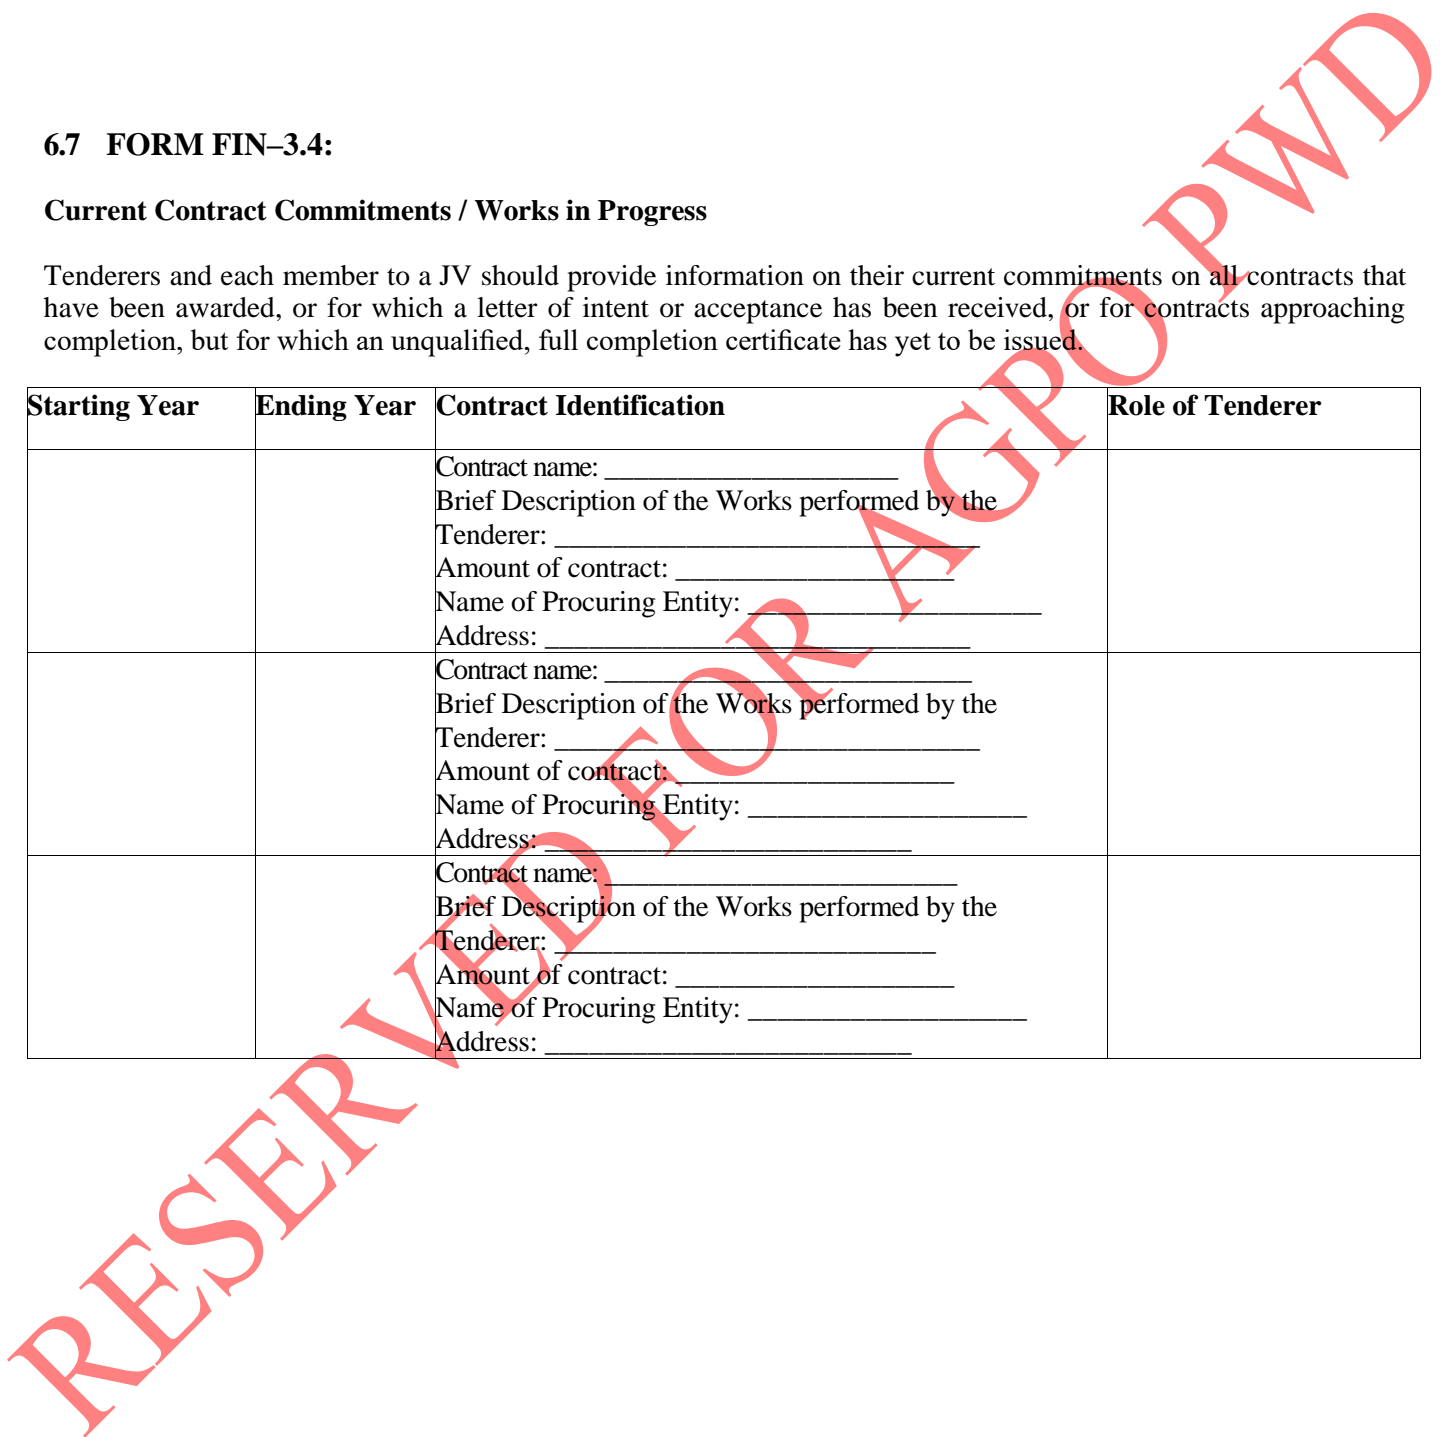 6.7 FORM FIN–3.4:
Current Contract Commitments / Works in Progress
Tenderers and each member to a JV should provide information on their current commitments on all contracts that
have been awarded, or for which a letter of intent or acceptance has been received, or for contracts approaching
completion, but for which an unqualified, full completion certificate has yet to be issued.
Starting Year Ending Year Contract Identification Role of Tenderer
Contract name: ____________________
Brief Description of the Works performed by the
Tenderer: _____________________________
Amount of contract: ___________________
Name of Procuring Entity: ____________________
Address: _____________________________
Contract name: _________________________
Brief Description of the Works performed by the
Tenderer: _____________________________
Amount of contract: ___________________
Name of Procuring Entity: ___________________
Address: _________________________
Contract name: ________________________
Brief Description of the Works performed by the
Tenderer: __________________________
Amount of contract: ___________________
Name of Procuring Entity: ___________________
Address: _________________________
RESERVED FOR AGPO PWD